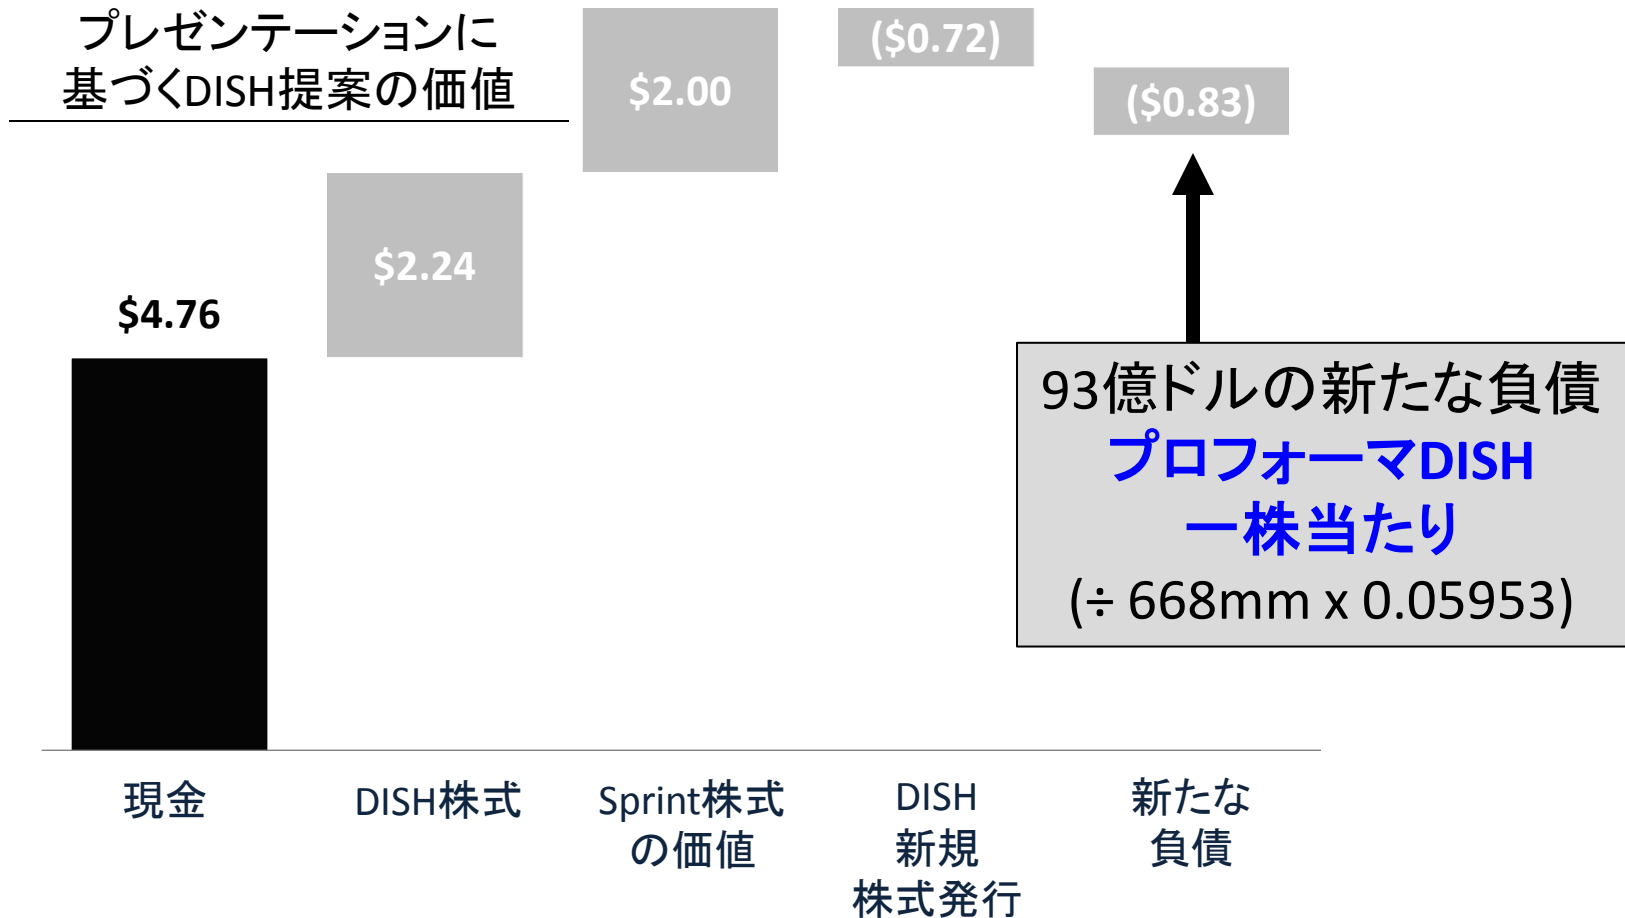 プレゼンテーションに
基づくDISH提案の価値
$2.00
($0.72)
($0.83)
$2.24
$4.76
93億ドルの新たな負債
プロフォーマDISH
一株当たり
(÷ 668mm x 0.05953)
現金
DISH株式
Sprint株式
の価値
DISH
新規
株式発行
新たな
負債